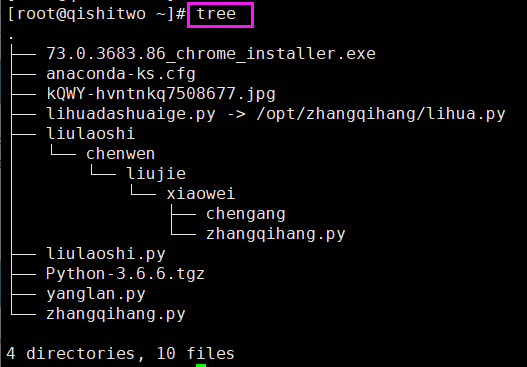 [root@qishitwo ~]# tree
.
├── 73.0.3683.86_chrome_installer.exe
├── anaconda-ks.cfg
├── kQWY-hvntnkq7508677.jpg
├── lihuadashuaige.py -> /opt/zhangqihang/lihua.py
├── liulaoshi
│   └── chenwen
│       └── liujie
│           └── xiaowei
│               ├── chengang
│               └── zhangqihang.py
├── liulaoshi.py
├── Python-3.6.6.tgz
├── yanglan.py
└── zhangqihang.py
4 directories, 10 files